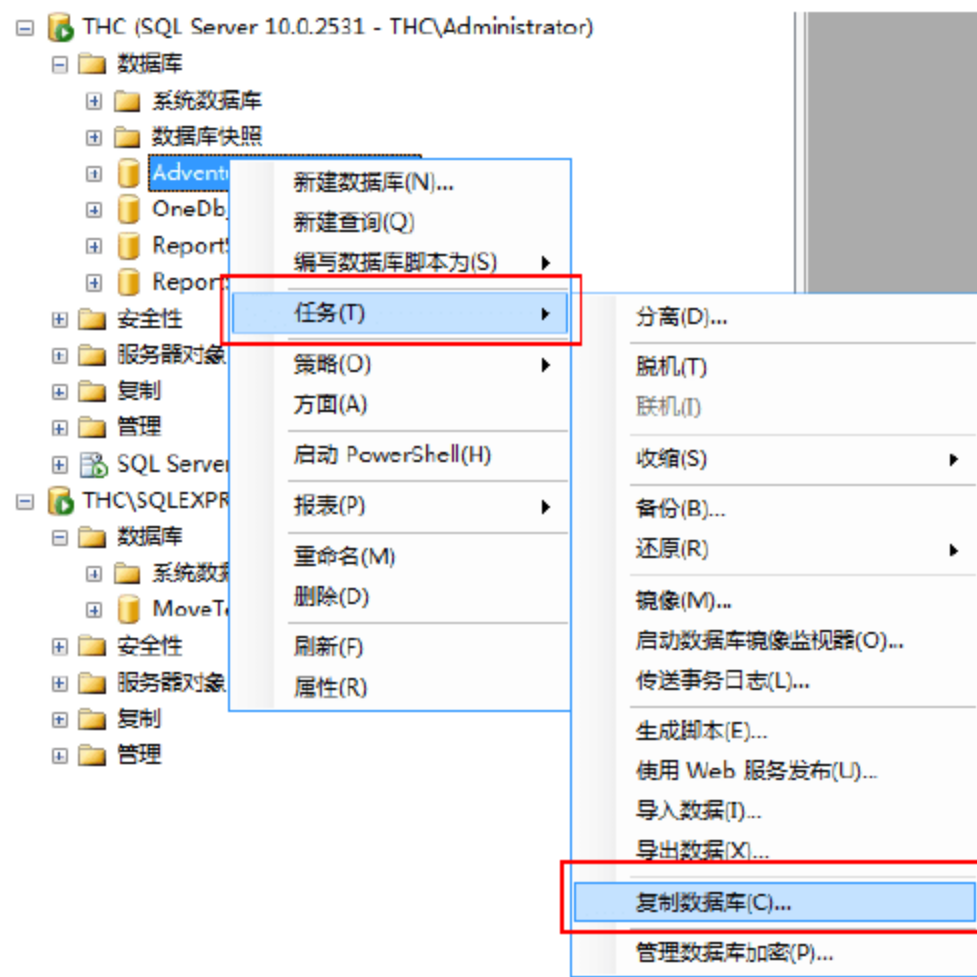 THC (SQL Server 10.0.2531 - THC\Administrator)
数据库
系统数据库
数据库快照
Advent
OneDb_
Report
Report
安全性
服务器对象
复制
管理
SQL Server
THC\SQLEXPR
数据库
系统数据
MoveTe
安全性
服务器对象
复制
管理
新建数据库(N)...
新建查询(Q)
编写数据库脚本为(S)
任务(T)
策略(O)
方面(A)
启动 PowerShell(H)
报表(P)
重命名(M)
删除(D)
刷新(F)
属性(R)
分离(D)...
脱机(T)
联机(I)
收缩(S)
备份(B)...
还原(R)
镜像(M)...
启动数据库镜像监视器(O)...
传送事务日志(L)...
生成脚本(E)...
使用 Web 服务发布(U)...
导入数据(I)...
导出数据(X)...
复制数据库(C)...
管理数据库加密(P)...